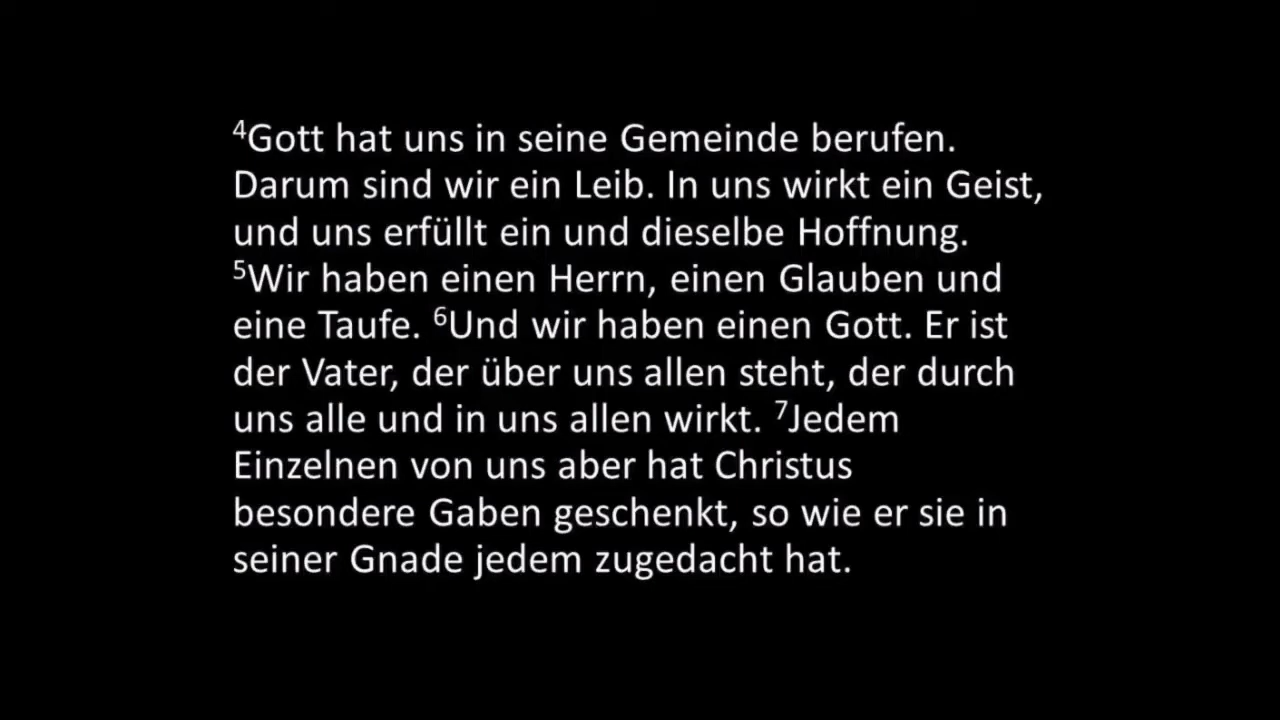 ⁴Gott hat uns in seine Gemeinde berufen.
Darum sind wir ein Leib. In uns wirkt ein Geist,
und uns erfüllt ein und dieselbe Hoffnung.
⁵Wir haben einen Herrn, einen Glauben und
eine Taufe. ⁶Und wir haben einen Gott. Er ist
der Vater, der über uns allen steht, der durch
uns alle und in uns allen wirkt. ⁷Jedem
Einzelnen von uns aber hat Christus
besondere Gaben geschenkt, so wie er sie in
seiner Gnade jedem zugedacht hat.